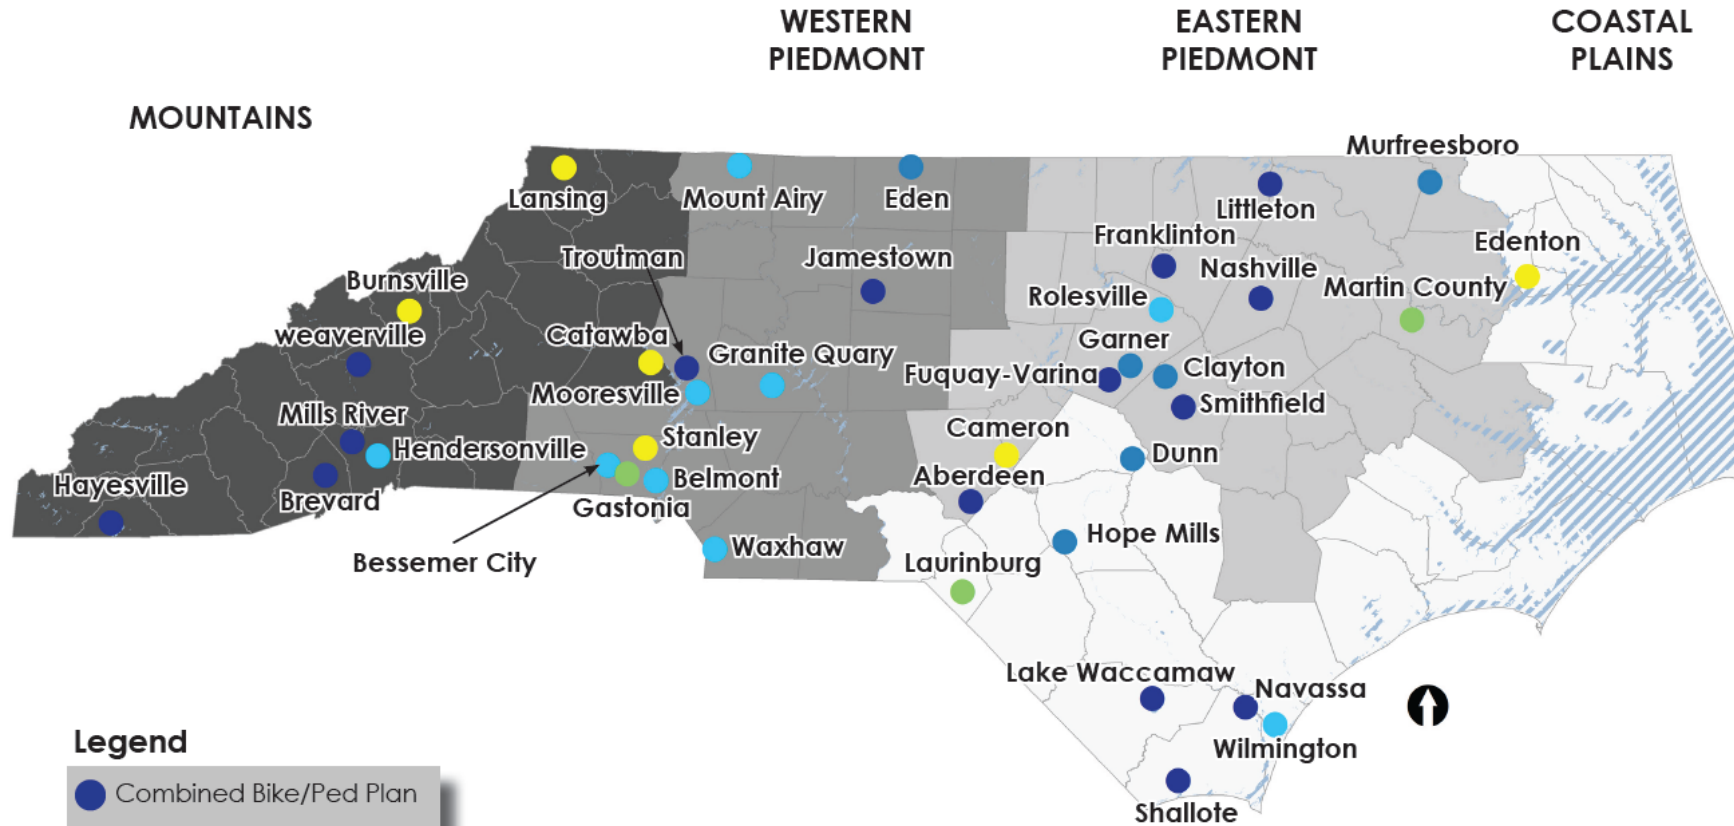 WESTERN
PIEDMONT
EASTERN
PIEDMONT
COASTAL
PLAINS
MOUNTAINS
Murfreesboro
Lansing
Mount Airy
Eden
Littleton
Franklinton
Edenton
Troutman
Jamestown
Nashville
Burnsville
Martin County
Rolesville
weaverville
Catawba
Granite Quary
Garner
Clayton
Fuquay-Varina
Mooresville
Smithfield
Mills River
Stanley
Cameron
Hendersonville
Dunn
Hayesville
Belmont
Aberdeen
Brevard
Gastonia
Hope Mills
Waxhaw
Bessemer City
Laurinburg
Lake Waccamaw
Navassa
Wilmington
Shallote
Legend
Combined Bike/Ped Plan